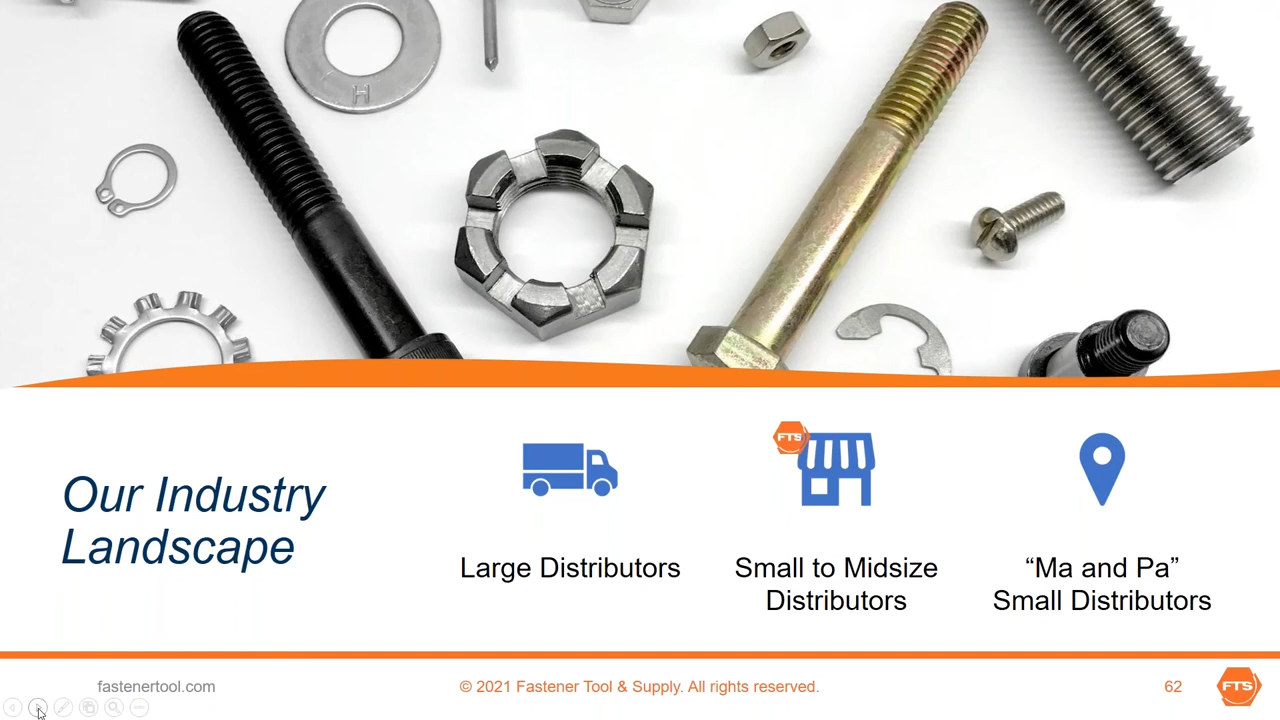 H
FTS
Our Industry
Landscape
Large Distributors
Small to Midsize
Distributors
“Ma and Pa”
Small Distributors
fastenertool.com
© 2021 Fastener Tool & Supply. All rights reserved.
62
FTS